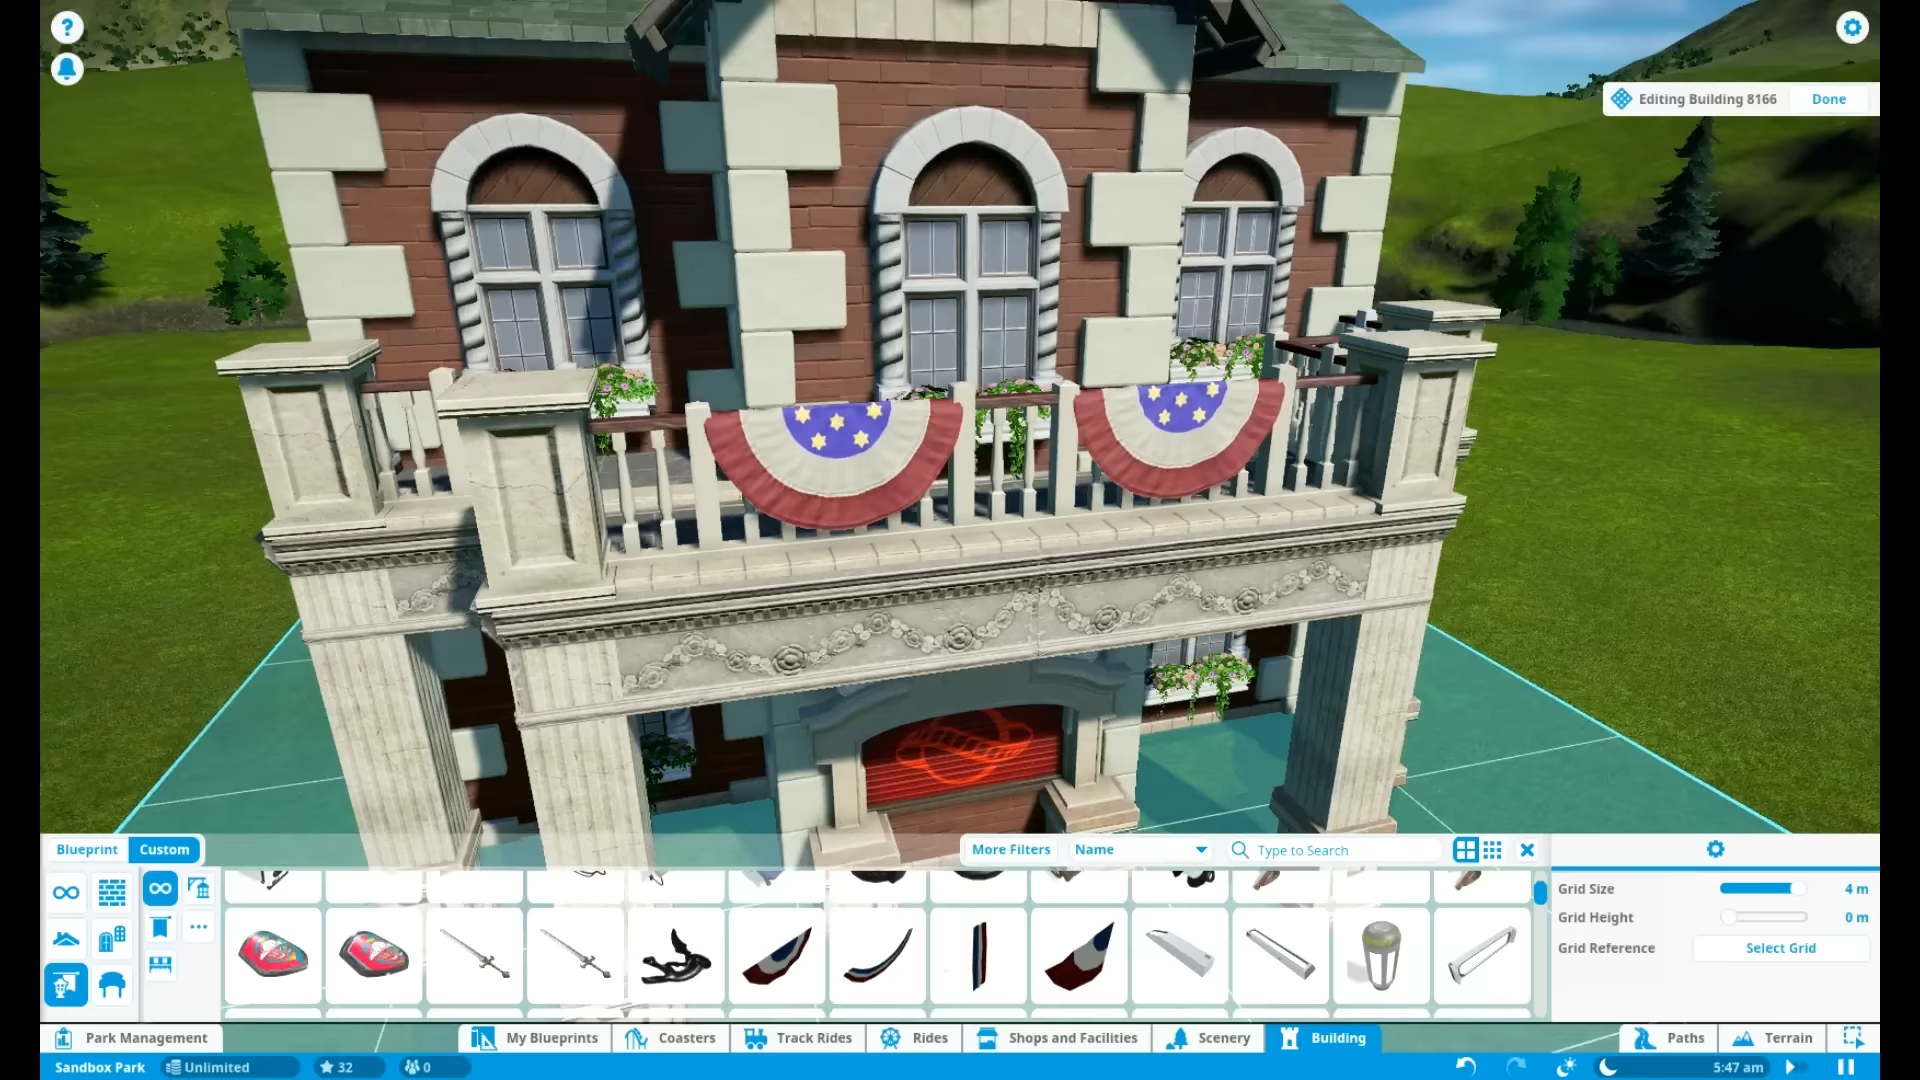 ?
Editing Building 8166 Done
Blueprint Custom
More Filters Name Type to Search
Grid Size 4 m
Grid Height 0 m
Grid Reference Select Grid
Park Management My Blueprints Coasters Track Rides Rides Shops and Facilities Scenery Building Paths Terrain
Sandbox Park Unlimited 32 0 5:47 am